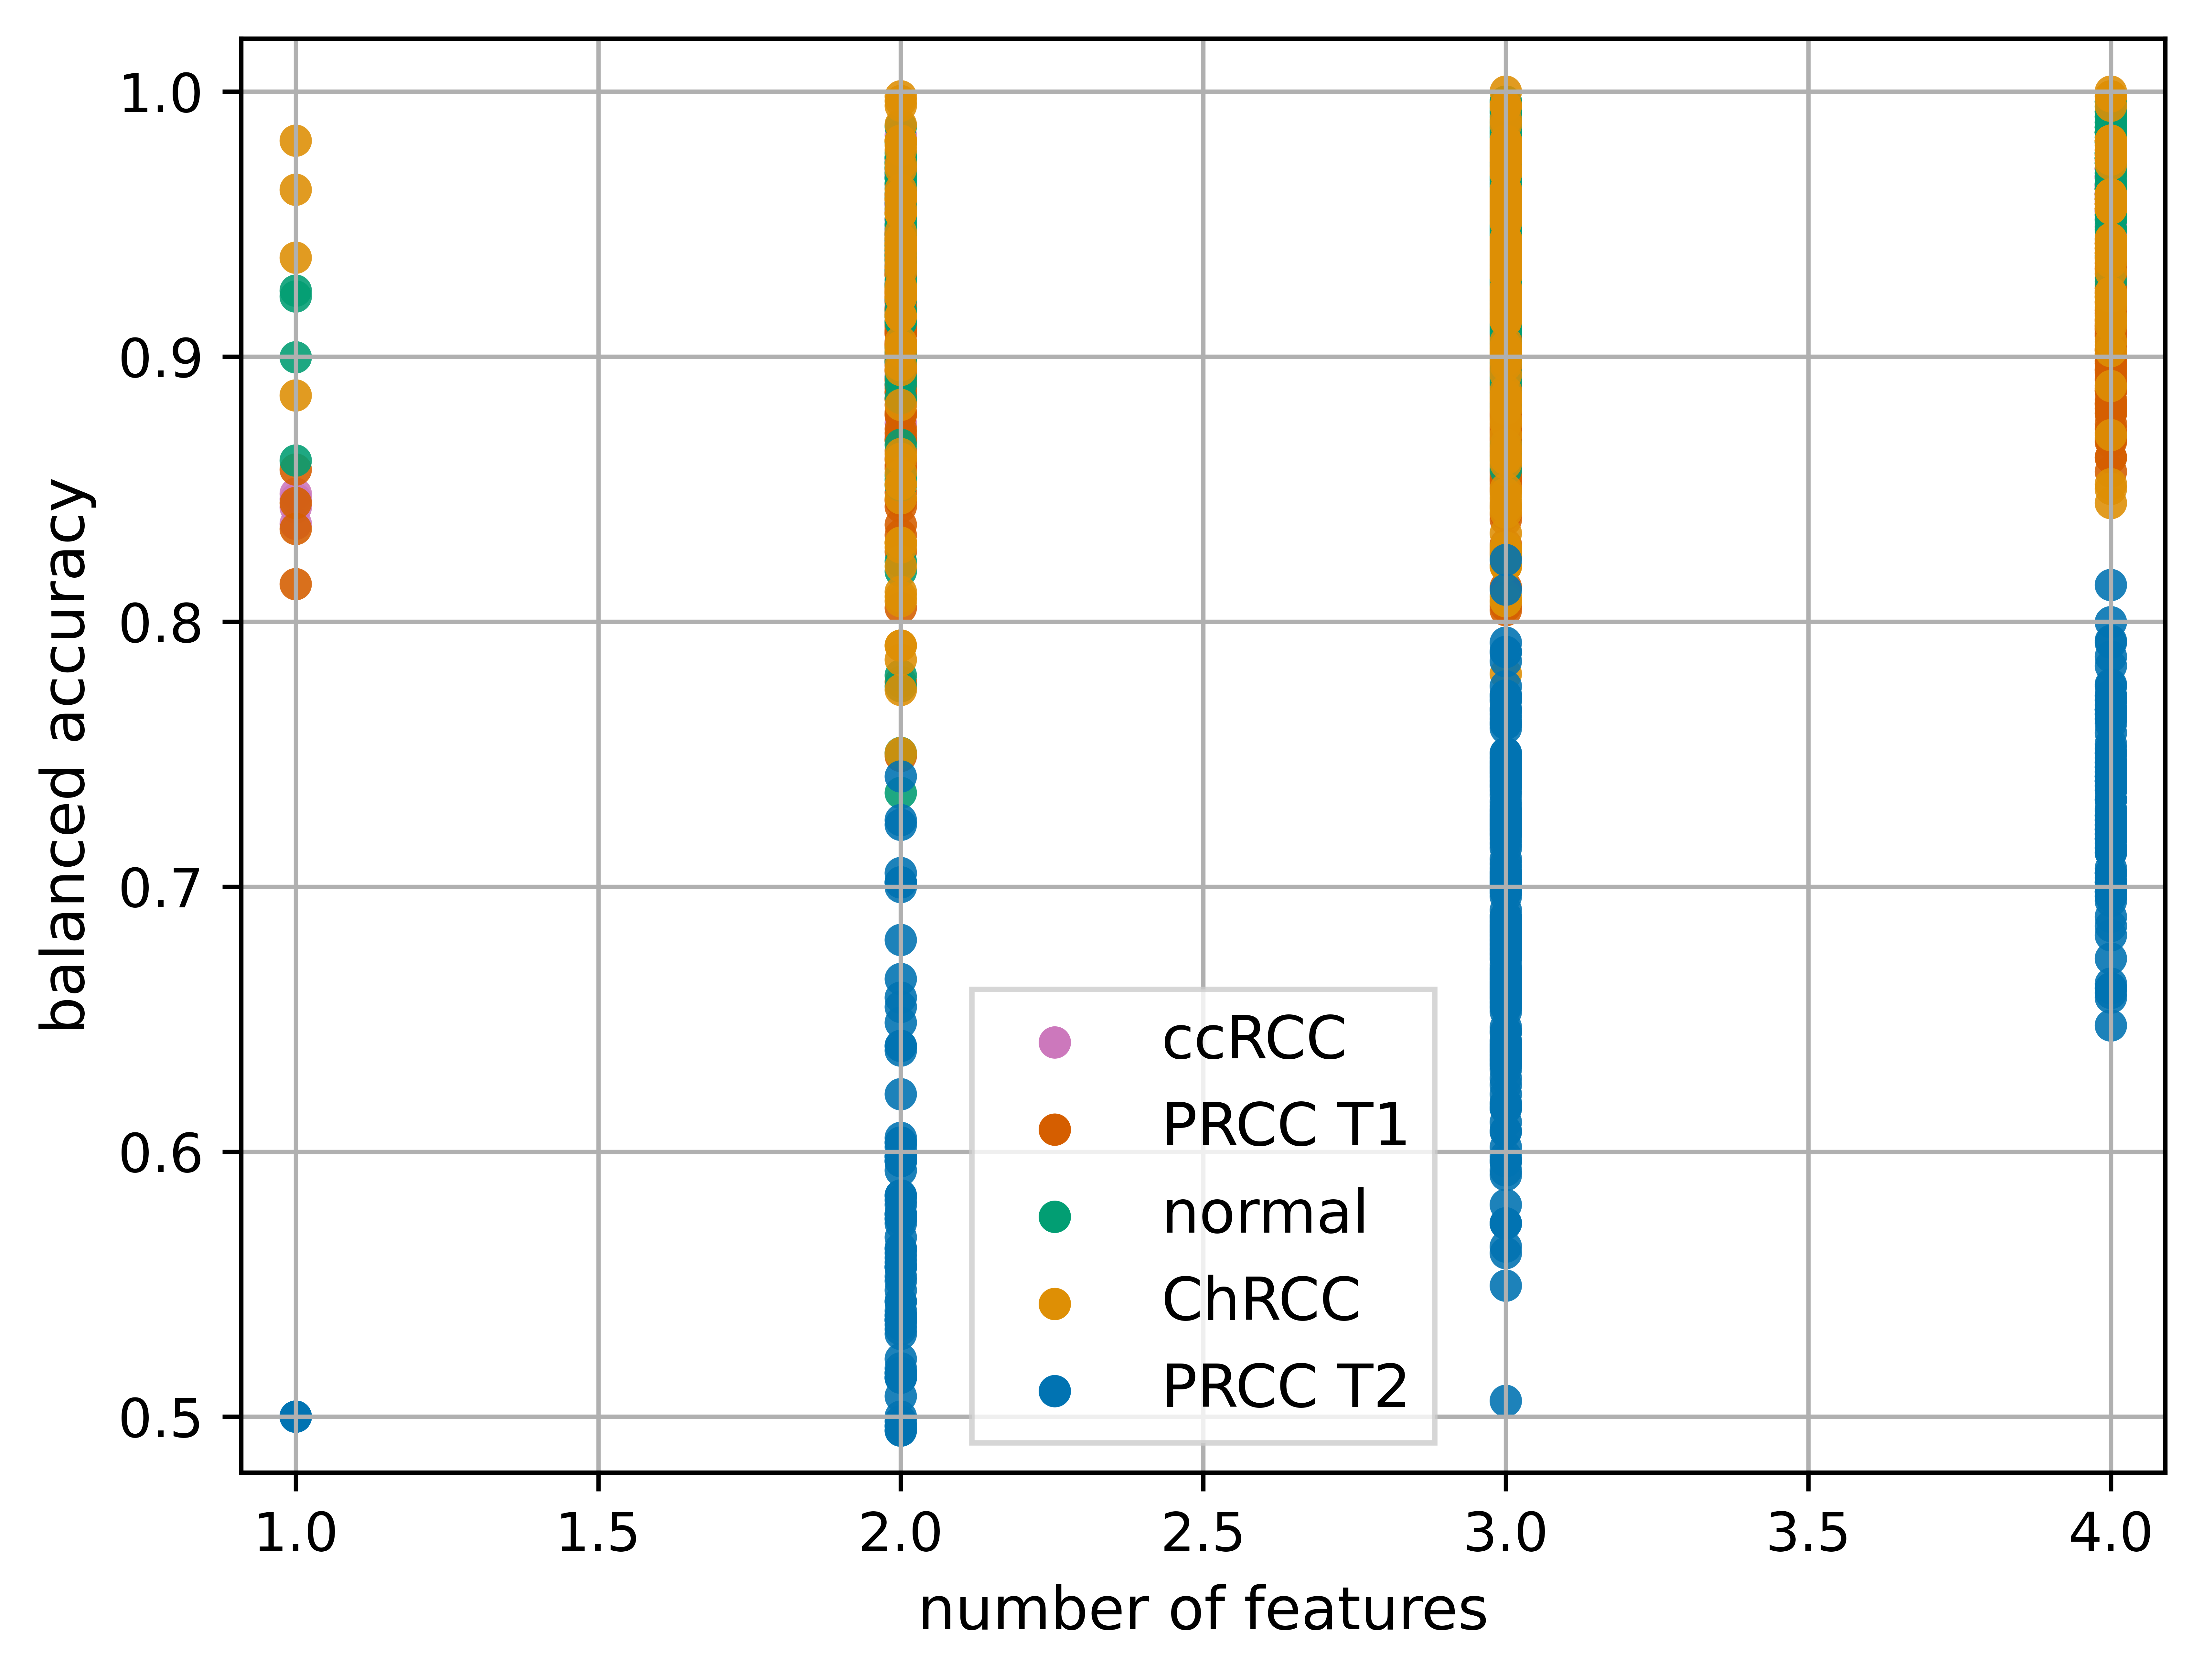 1.0
0.9
0.8
0.7
0.6
0.5
balanced accuracy
ccRCC
PRCC T1
normal
ChRCC
PRCC T2
1.0 1.5 2.0 2.5 3.0 3.5 4.0
number of features